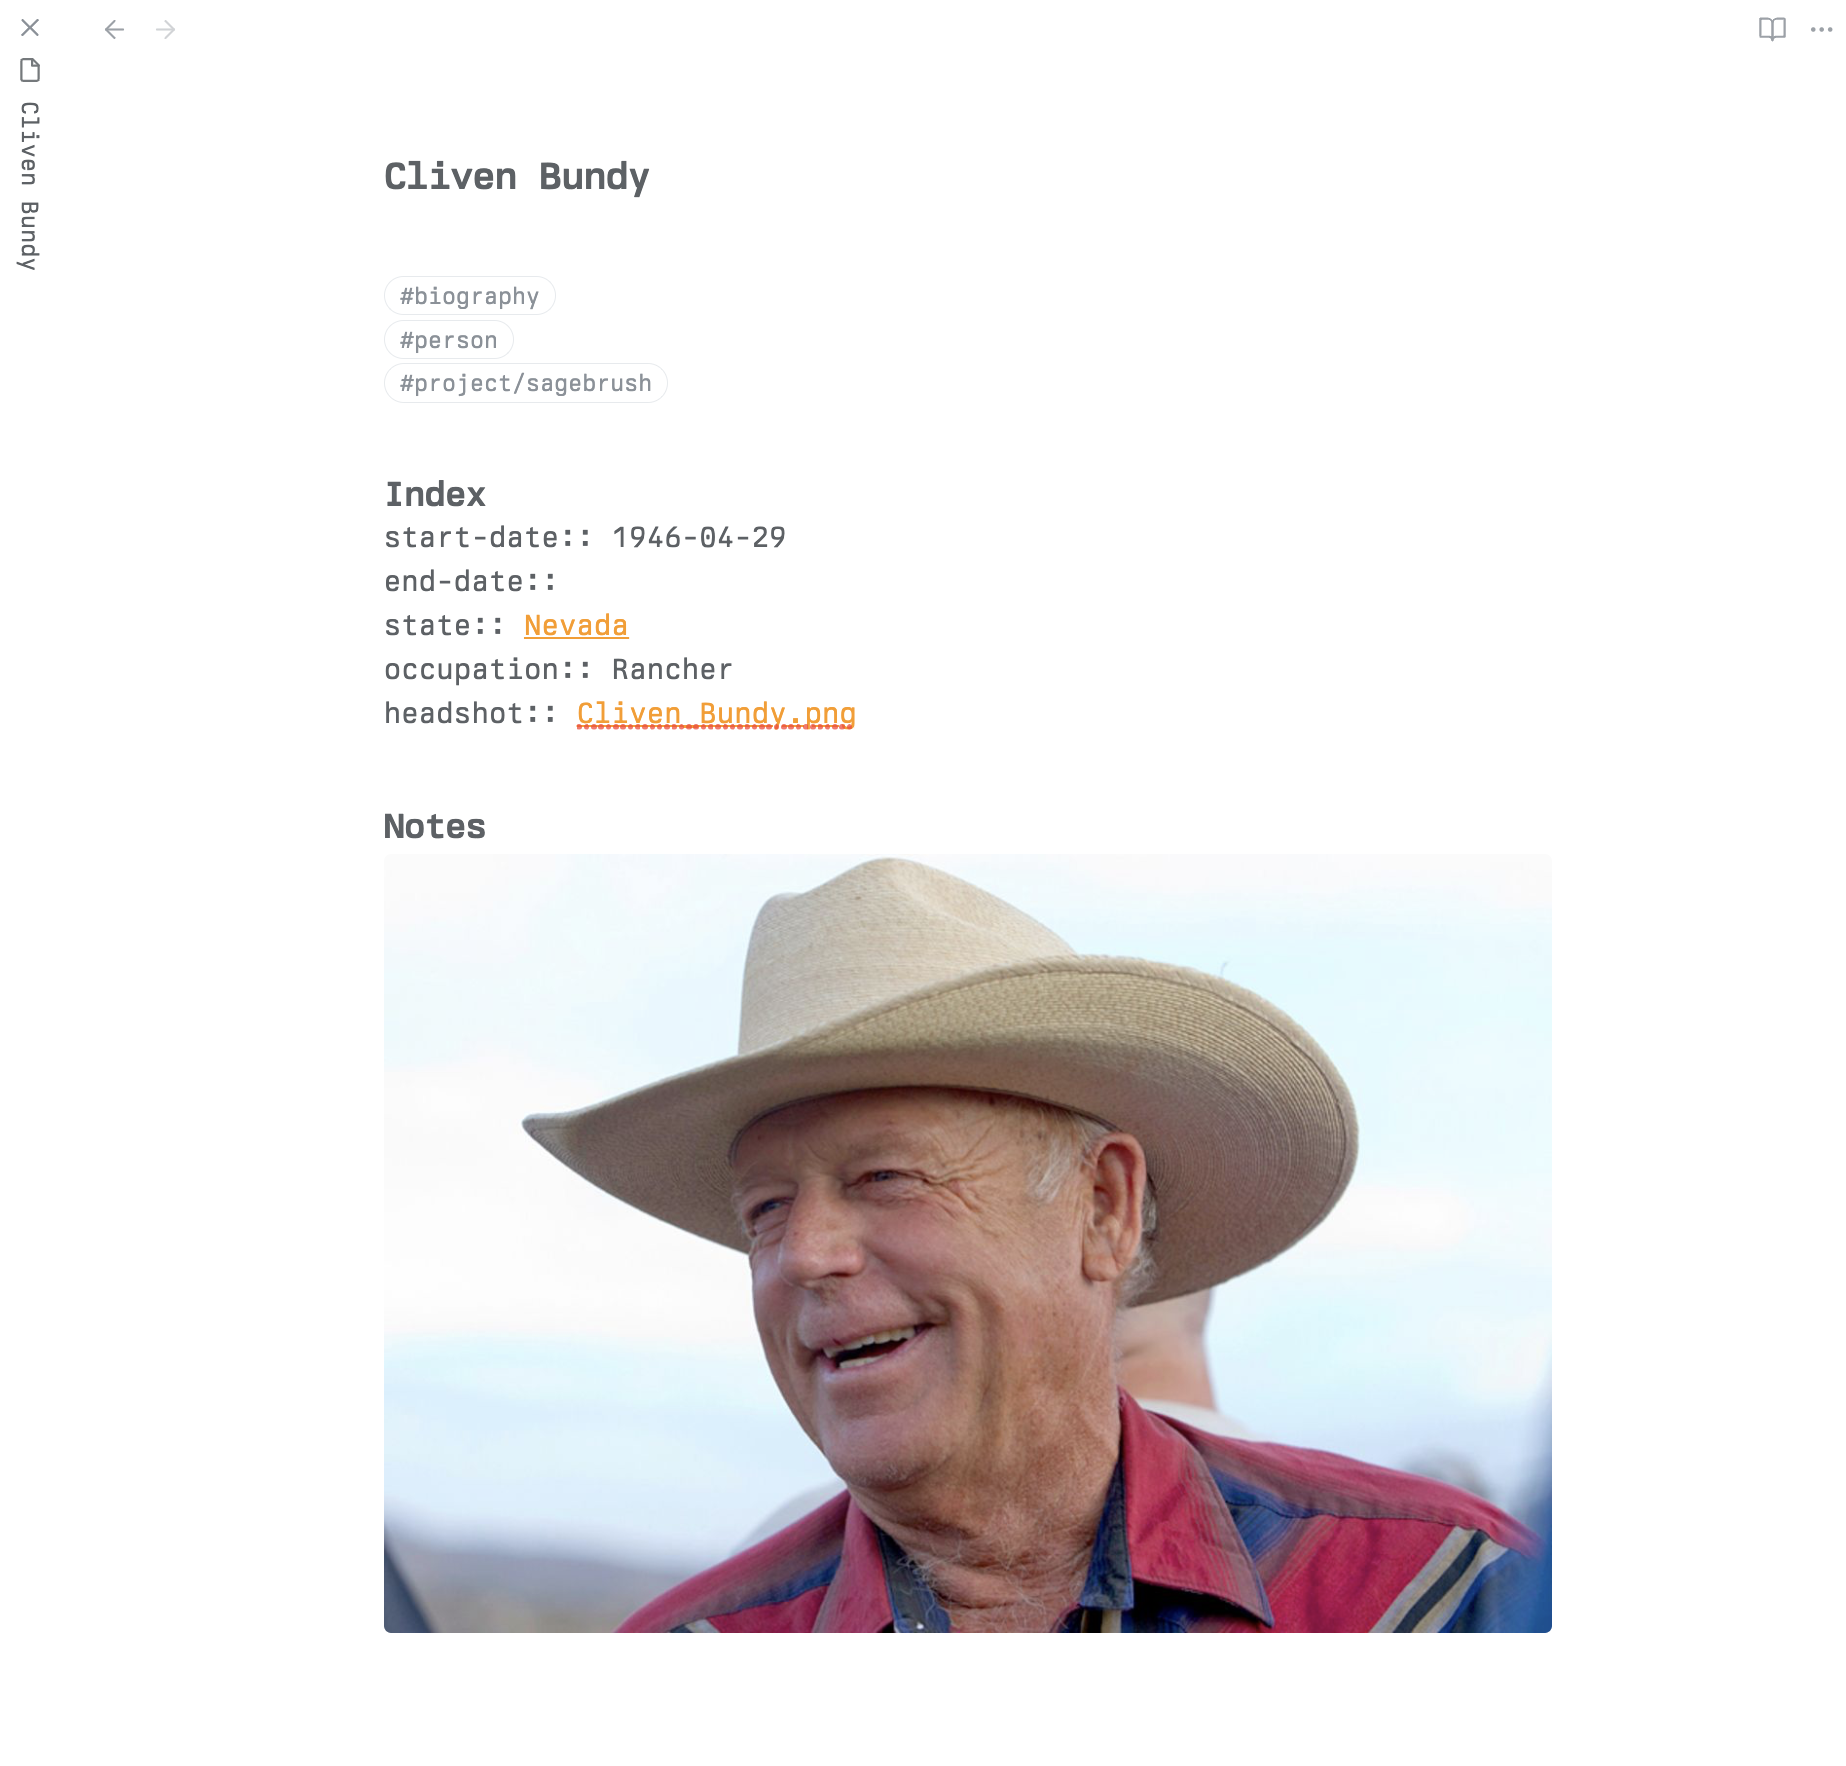 Cliven Bundy
Cliven Bundy
#biography
#person
#project/sagebrush
Index
start-date:: 1946-04-29
end-date::
state:: Nevada
occupation:: Rancher
headshot:: Cliven Bundy.png
Notes